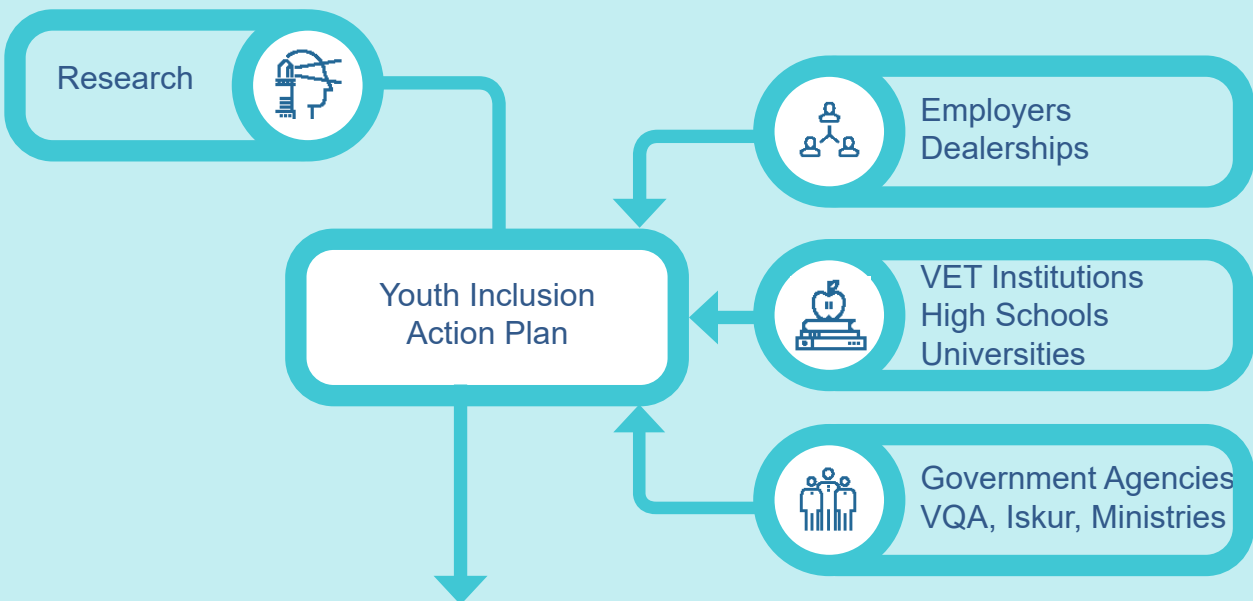 Research
Employers
Dealerships
Youth Inclusion
Action Plan
VET Institutions
High Schools
Universities
Government Agencies
VQA, Iskur, Ministries